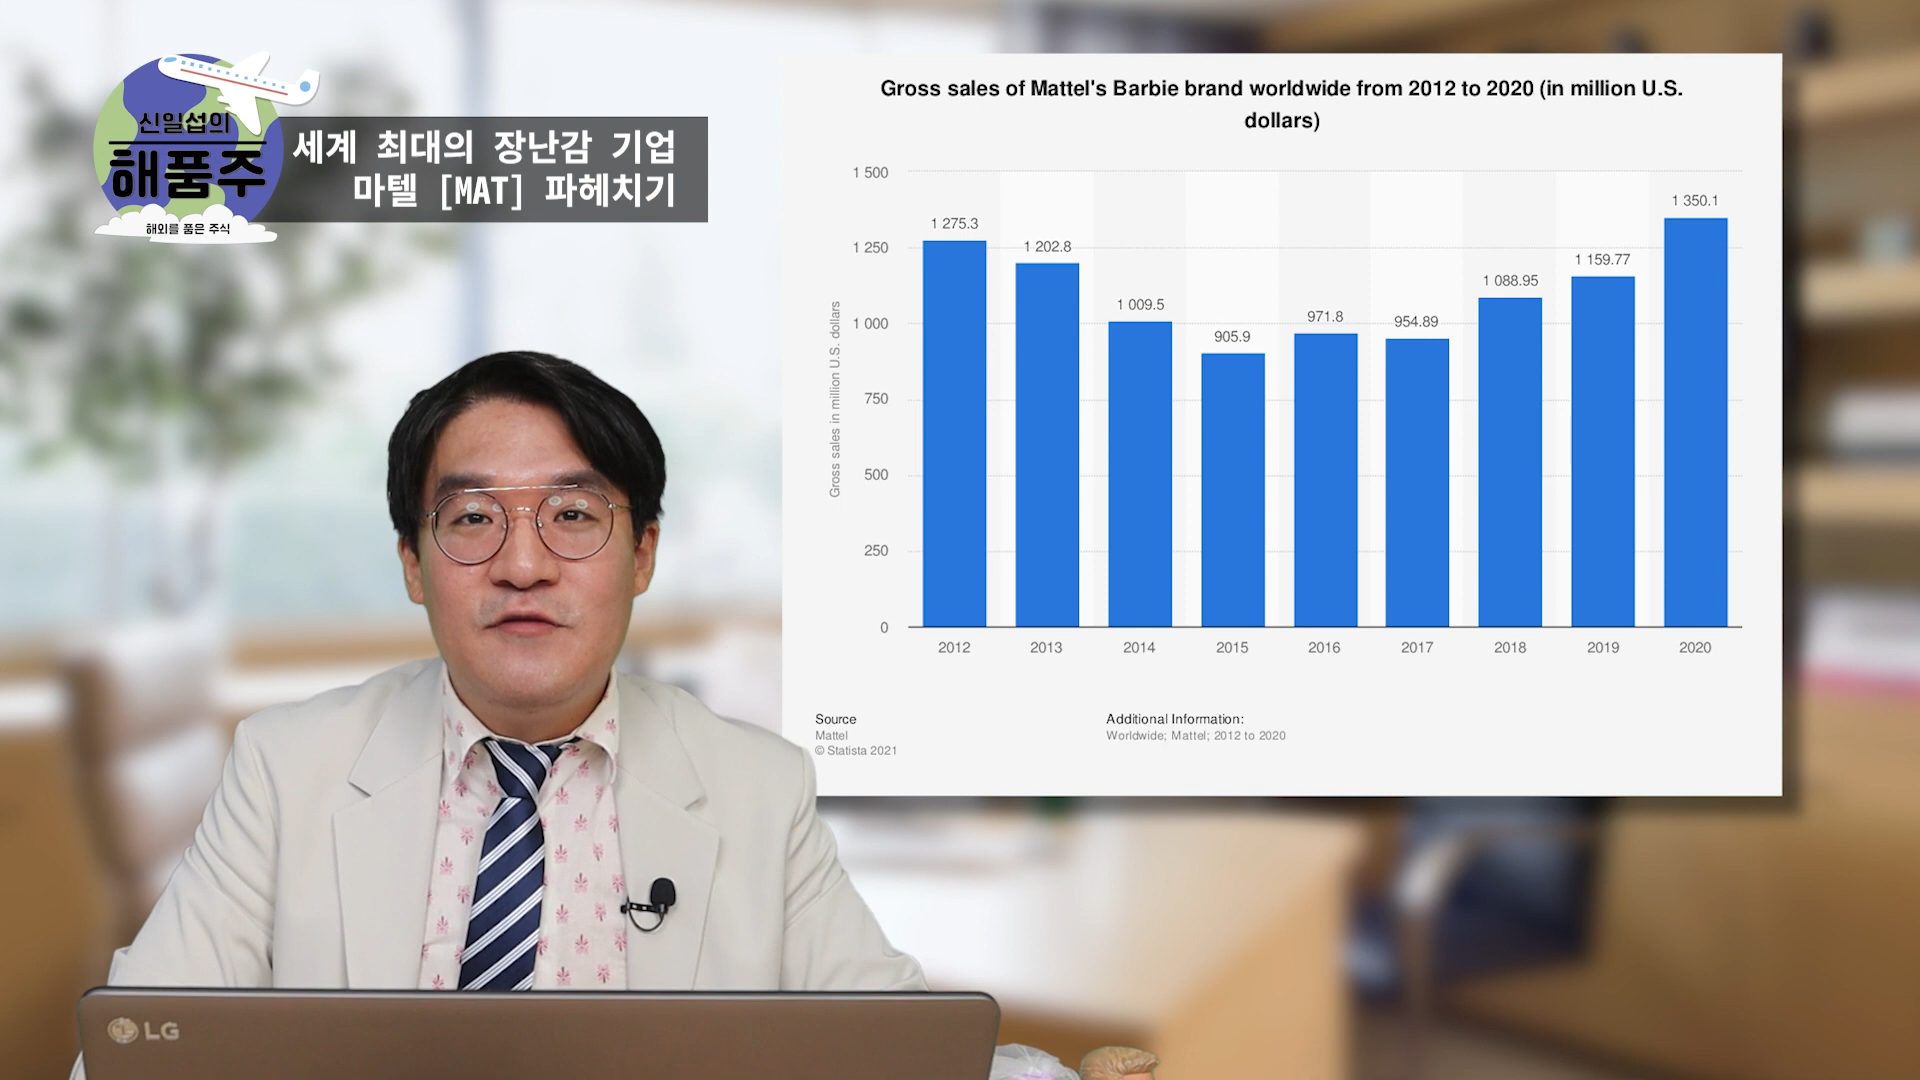 신일섭의
해품주
해외를 품은 주식
세계 최대의 장난감 기업
마텔 [MAT] 파헤치기
Gross sales of Mattel's Barbie brand worldwide from 2012 to 2020 (in million U.S.
dollars)
Gross sales in million U.S. dollars
1 500
1 250
1 000
750
500
250
0
1 275.3
1 202.8
1 009.5
905.9
971.8
954.89
1 088.95
1 159.77
1 350.1
2012 2013 2014 2015 2016 2017 2018 2019 2020
Source
Mattel
© Statista 2021
Additional Information:
Worldwide; Mattel; 2012 to 2020
LG